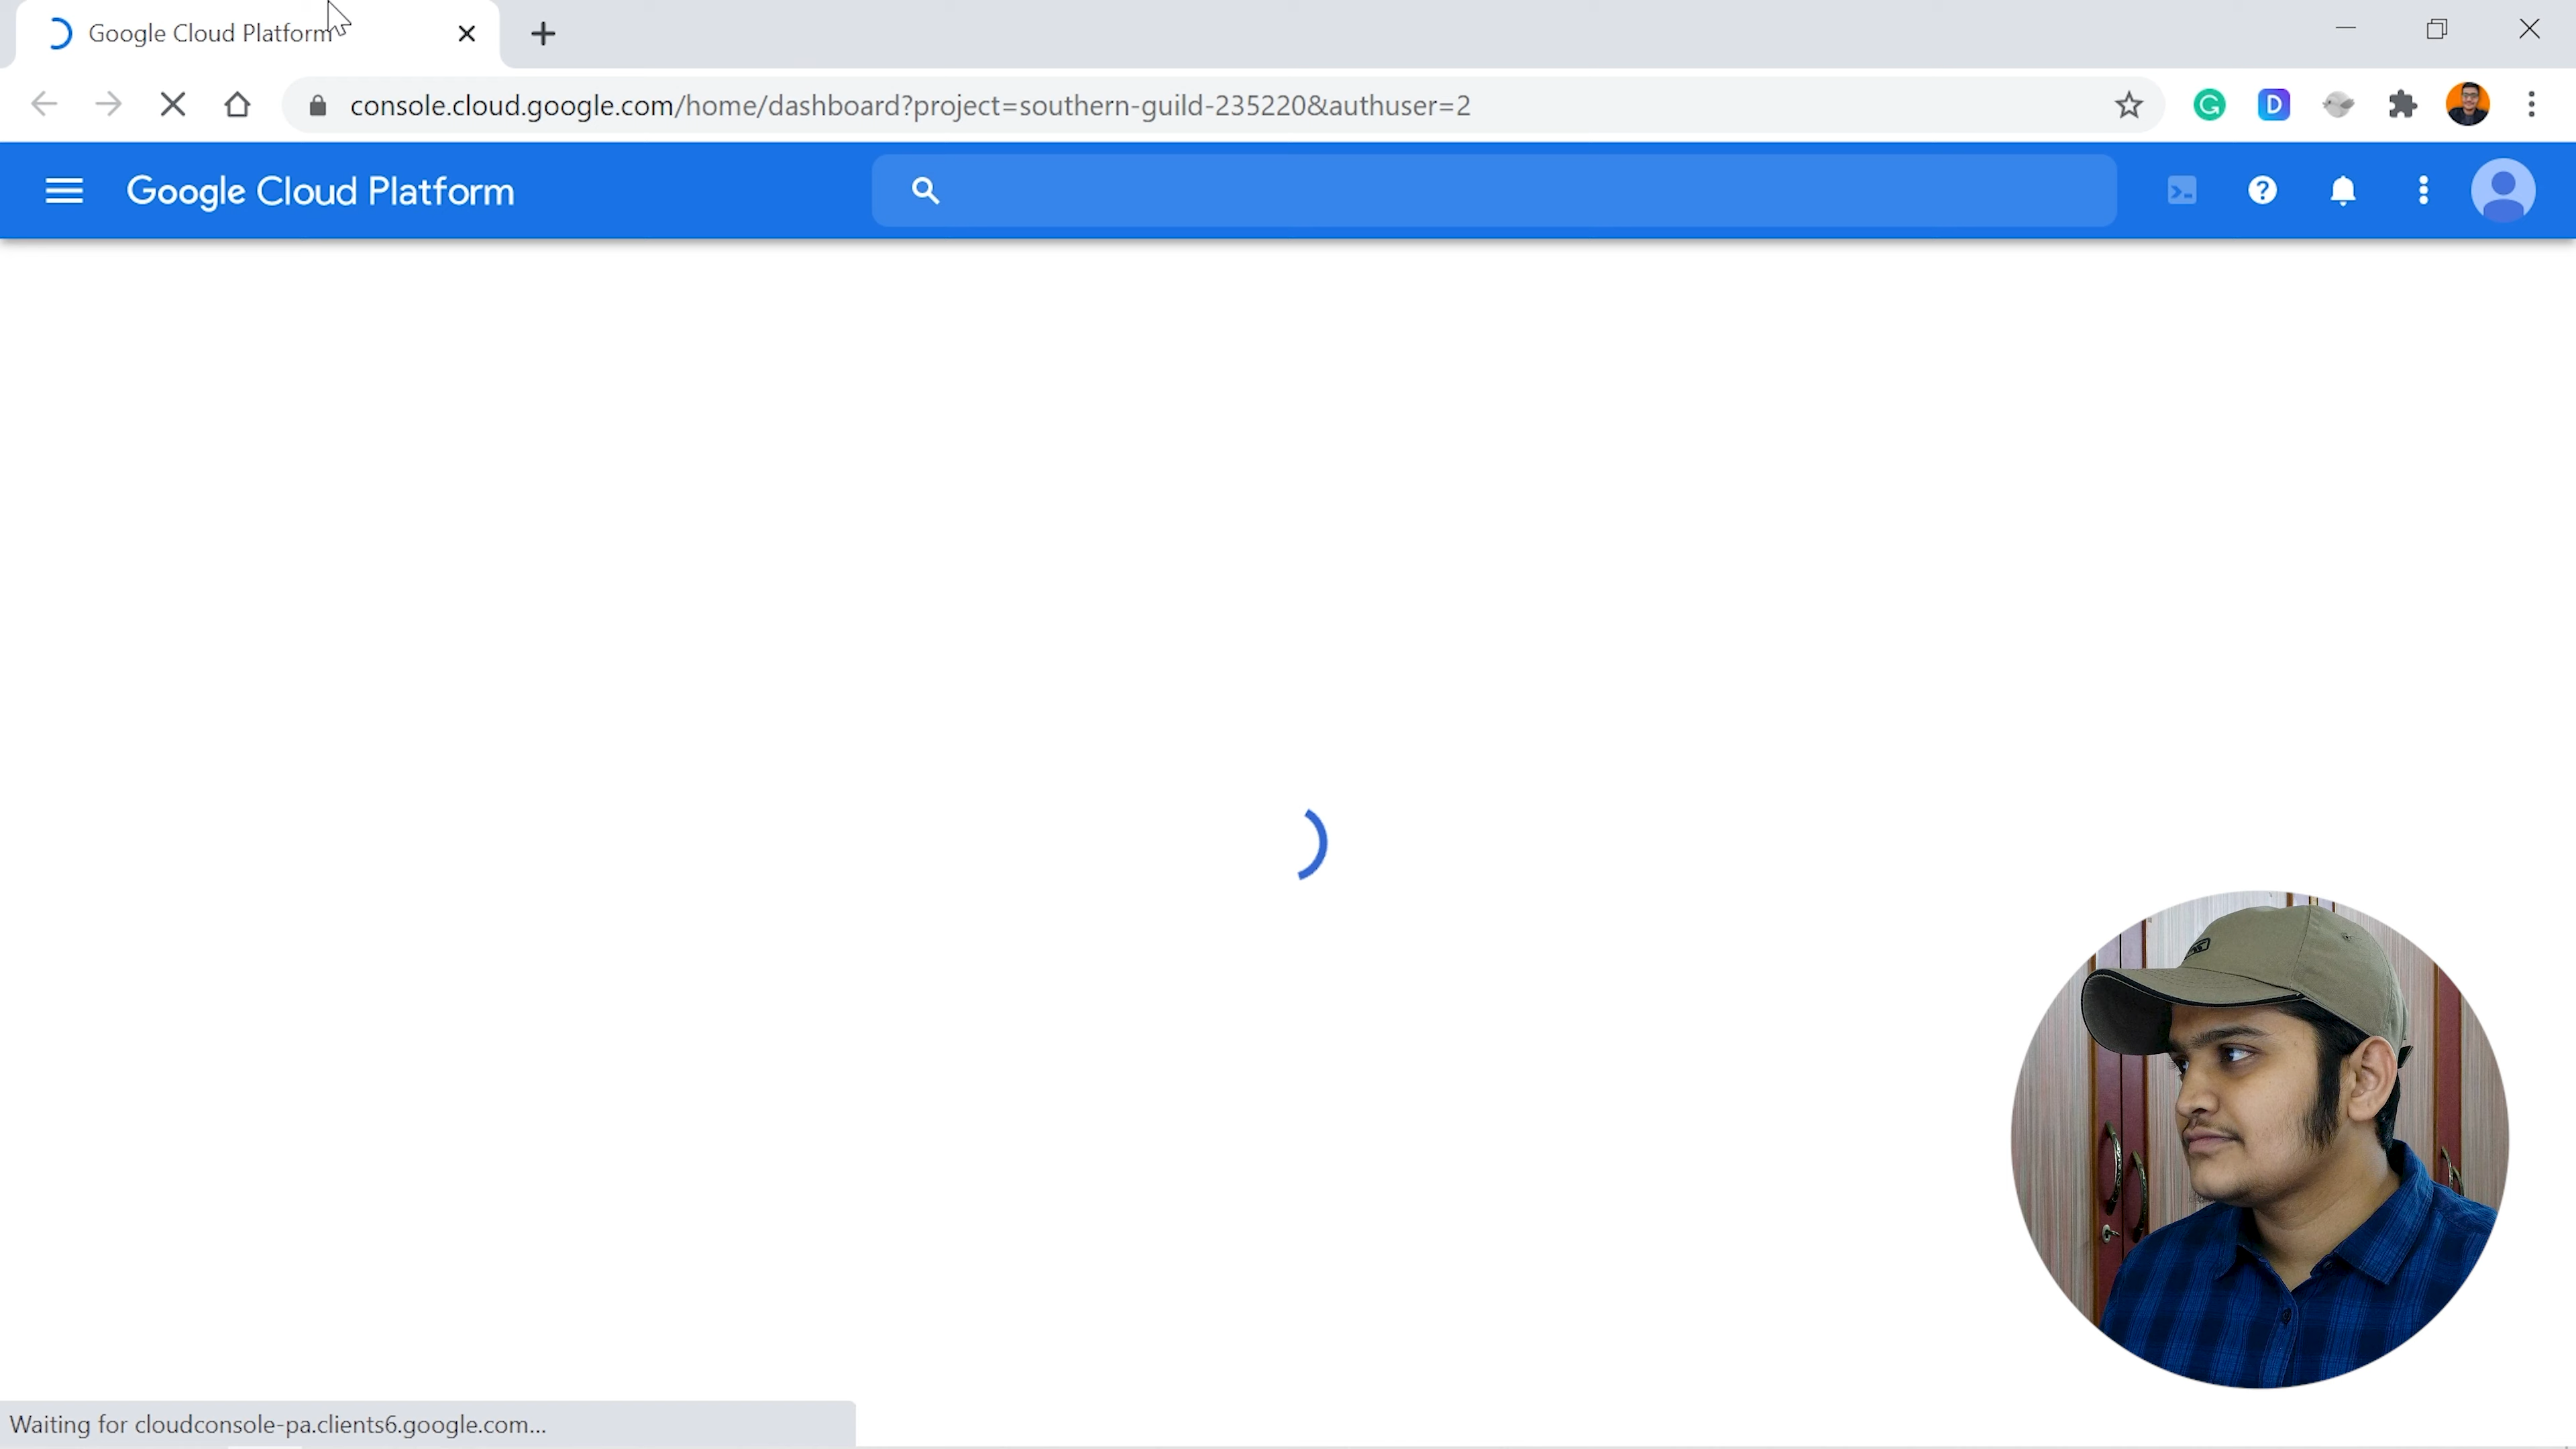 Google Cloud Platform
console.cloud.google.com/home/dashboard?project=southern-guild-235220&authuser=2
D
Google Cloud Platform
Waiting for cloudconsole-pa.clients6.google.com...